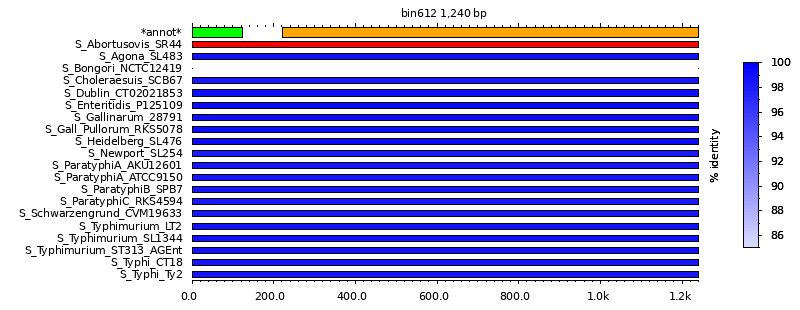 bin612 1,240 bp
*annot*
S_Abortusovis_SR44
S_Agona_SL483
S_Bongori_NCTC12419
S_Choleraesuis_SCB67
S_Dublin_CT02021853
S_Enteritidis_P125109
S_Gallinarum_28791
S_Gall_Pullorum_RKS5078
S_Heidelberg_SL476
S_Newport_SL254
S_ParatyphiA_AKU12601
S_ParatyphiA_ATCC9150
S_ParatyphiB_SPB7
S_ParatyphiC_RKS4594
S_Schwarzengrund_CVM19633
S_Typhimurium_LT2
S_Typhimurium_SL1344
S_Typhimurium_ST313_AGEnt
S_Typhi_CT18
S_Typhi_Ty2
0.0 200.0 400.0 600.0 800.0 1.0k 1.2k
% identity
100
98
96
94
92
90
88
86